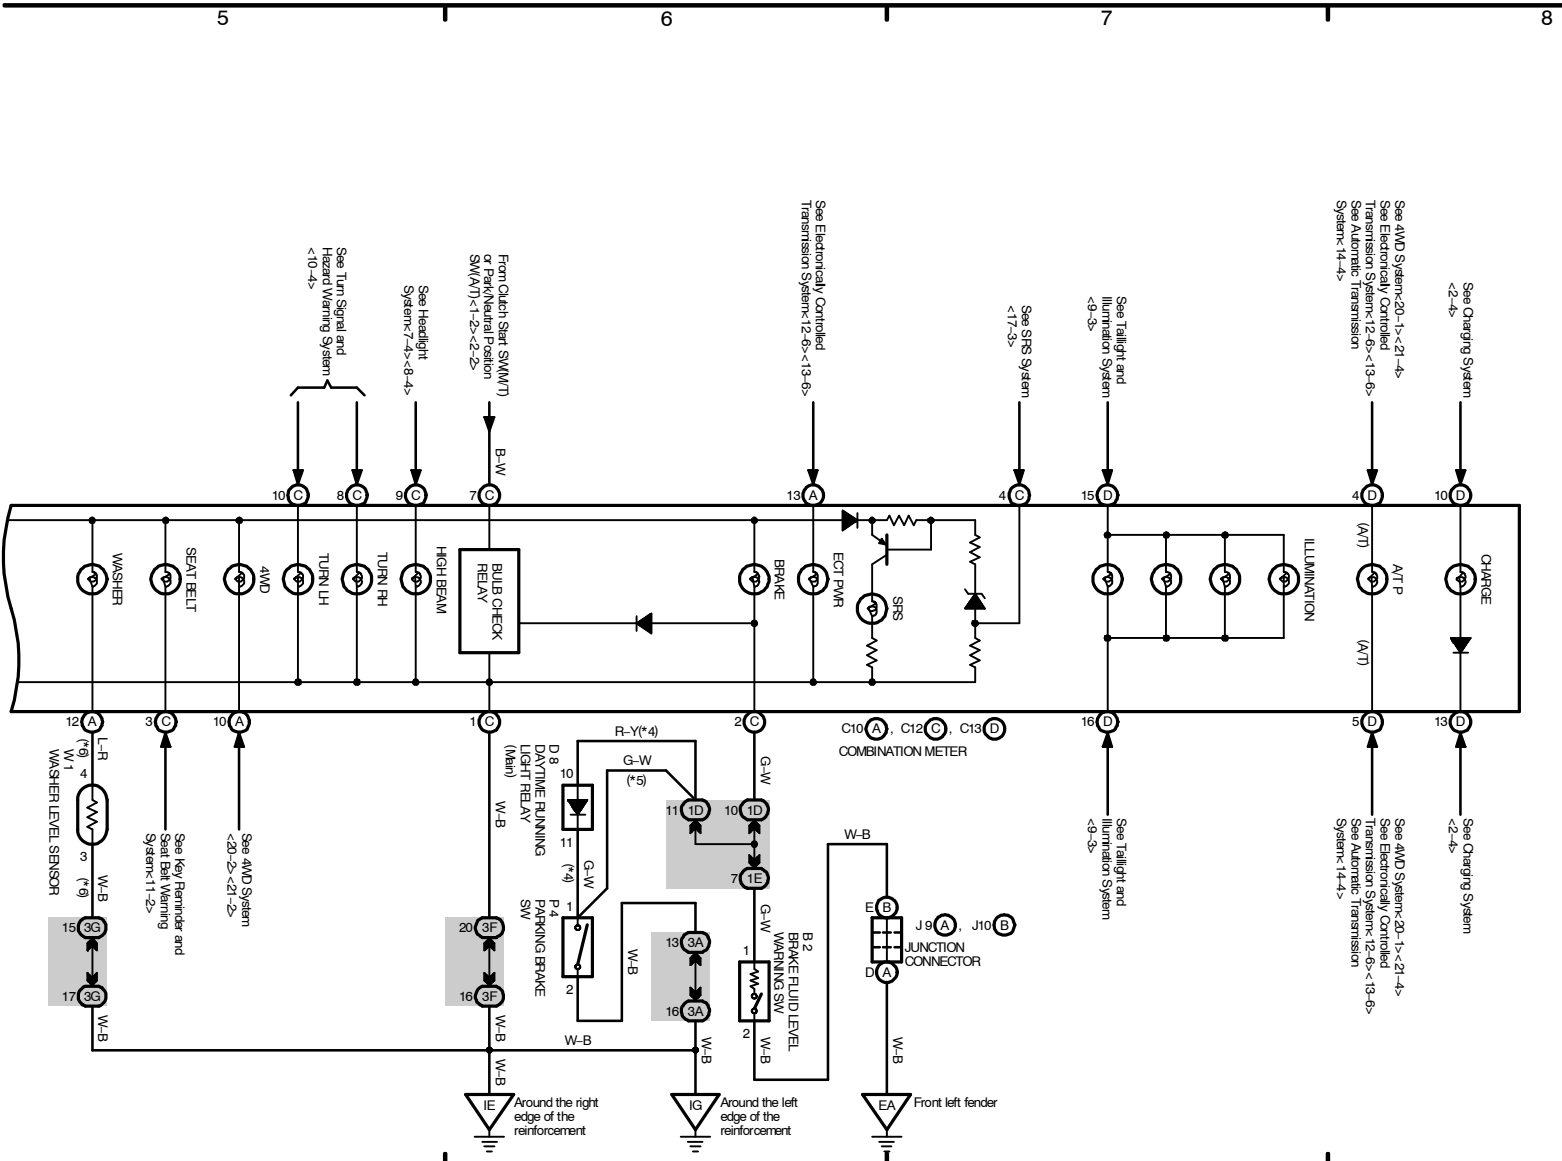 5 6 7 8
See Turn Signal and
Hazard Warning System
<10–4>
See Headlight
System<7–4><8–4>
From Clutch Start SW(M/T)
or Park/Neutral Position
SW(A/T)<1–2><2–2>
See Electronically Controlled
Transmission System<12–6><13–6>
See SRS System
<17–3>
See Taillight and
Illumination System
<9–3>
See 4WD System<20–1><21–4>
See Electronically Controlled
Transmission System<12–6><13–6>
See Automatic Transmission
System<14–4>
See Charging System
<2–4>
B–W
10 C 8 C 9 C 7 C 13 A 4 C 15 D 4 D 10 D
WASHER
SEAT BELT
4WD
TURN LH
TURN RH
HIGH BEAM
BULB CHECK
RELAY
BRAKE
ECT PWR
SRS
ILLUMINATION
(A/T)
A/T P
(A/T)
CHARGE
12 A 3 C 10 A 1 C 2 C 16 D 5 D 13 D
C10 A , C12 C , C13 D
COMBINATION METER
L–R
(*6)
4
W 1
WASHER LEVEL SENSOR
3
(*6)
W–B
15 3G
17 3G
W–B
See Key Reminder and
Seat Belt Warning
System<11–2>
See 4WD System
<20–2><21–2>
W–B
20 3F
16 3F
W–B
W–B
R–Y(*4)
G–W
(*5)
D 8
DAYTIME RUNNING
LIGHT RELAY
(Main)
10
11
(*4)
G–W
P 4
PARKING BRAKE
SW
1
2
W–B
11 1D 10 1D
7 1E
G–W
G–W
13 3A
16 3A
W–B
W–B
B 2
BRAKE FLUID LEVEL
WARNING SW
1
2
W–B
W–B
E B
D A
J 9 A , J10 B
JUNCTION
CONNECTOR
W–B
See Taillight and
Illumination System
<9–3>
See 4WD System<20–1><21–4>
See Electronically Controlled
Transmission System<12–6><13–6>
See Automatic Transmission
System<14–4>
See Charging System
<2–4>
IE
Around the right
edge of the
reinforcement
IG
Around the left
edge of the
reinforcement
EA
Front left fender